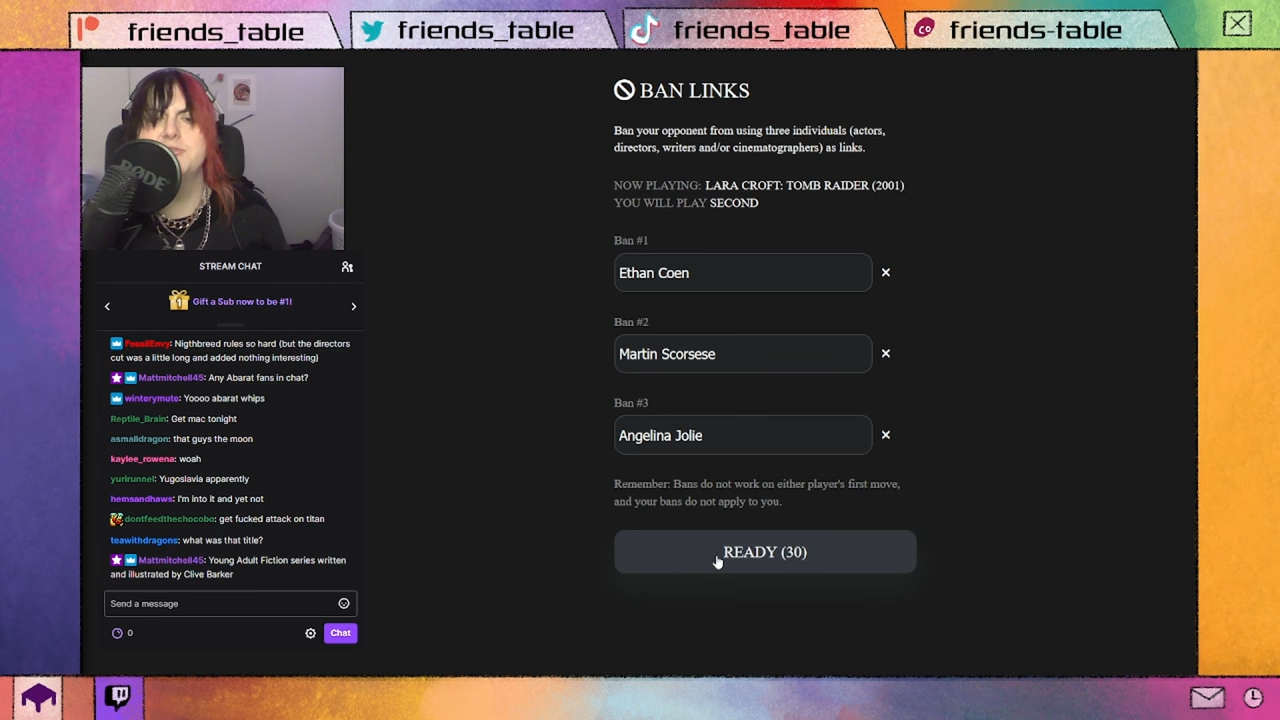 friends_table
friends_table
friends_table
co
friends-table
RØDE
STREAM CHAT
1
Gift a Sub now to be #1!
FossilEnvy: Nigthbreed rules so hard (but the directors
cut was a little long and added nothing interesting)
Mattmitchell45: Any Abarat fans in chat?
winterymute: Yoooo abarat whips
Reptile_Brain: Get mac tonight
asmalldragon: that guys the moon
kaylee_rowena: woah
yurirunnel: Yugoslavia apparently
hemsandhaws: I'm into it and yet not
dontfeedthechocobo: get fucked attack on titan
teawithdragons: what was that title?
Mattmitchell45: Young Adult Fiction series written
and illustrated by Clive Barker
Send a message
0
Chat
BAN LINKS
Ban your opponent from using three individuals (actors,
directors, writers and/or cinematographers) as links.
NOW PLAYING: LARA CROFT: TOMB RAIDER (2001)
YOU WILL PLAY SECOND
Ban #1
Ethan Coen
Ban #2
Martin Scorsese
Ban #3
Angelina Jolie
Remember: Bans do not work on either player's first move,
and your bans do not apply to you.
READY (30)